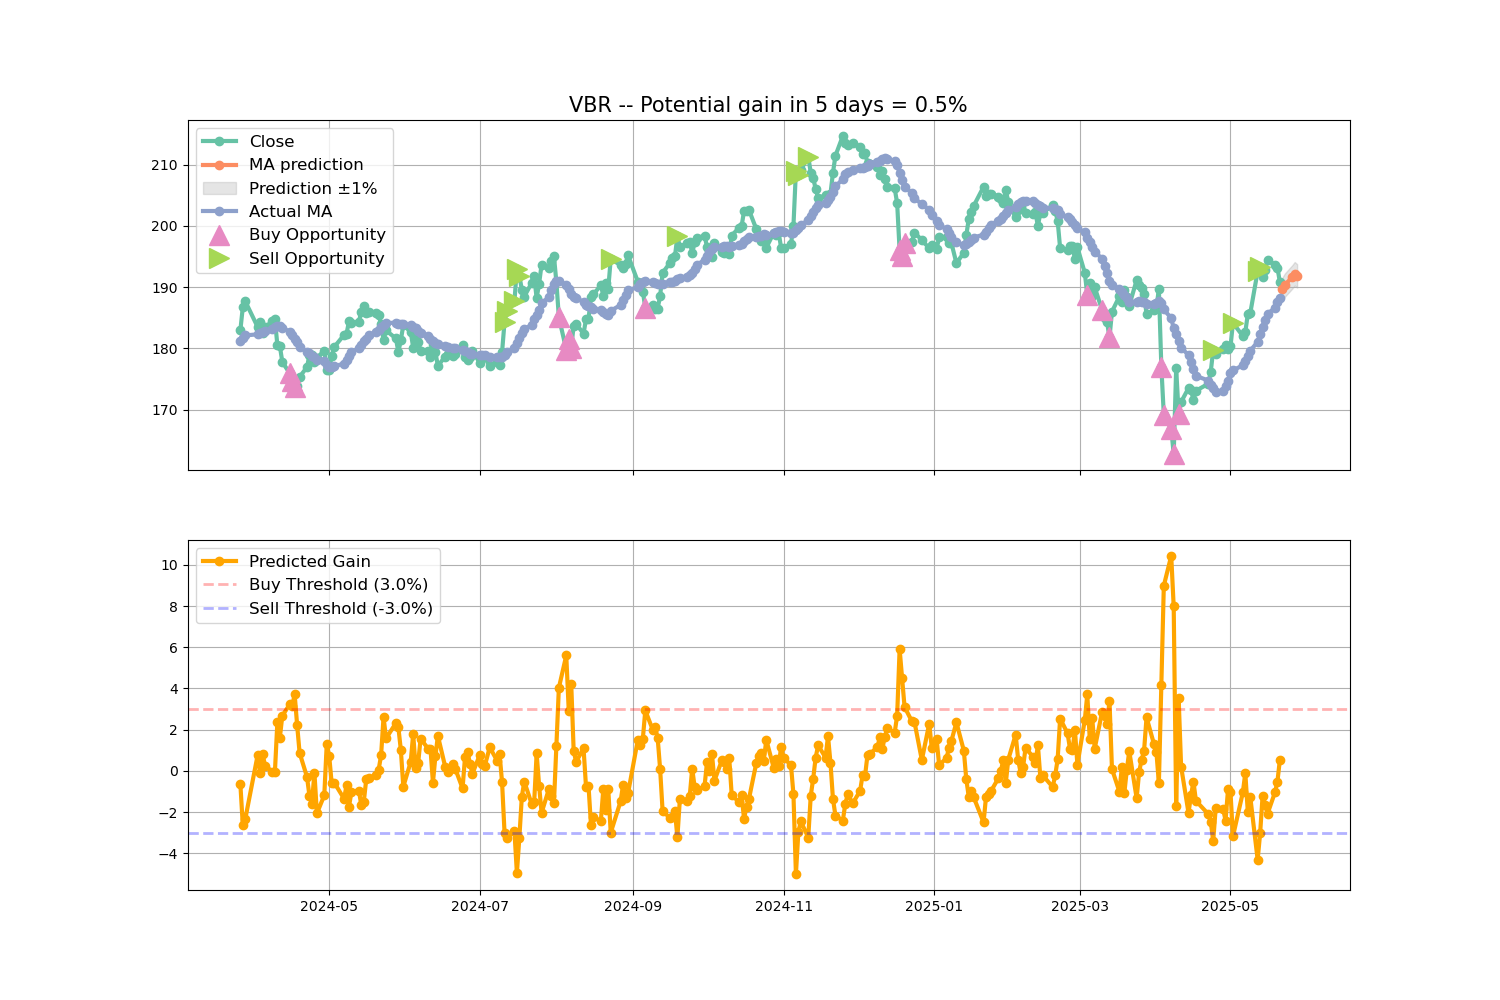 VBR -- Potential gain in 5 days = 0.5%
Close
MA prediction
Prediction ±1%
Actual MA
Buy Opportunity
Sell Opportunity
210
200
190
180
170
Predicted Gain
Buy Threshold (3.0%)
Sell Threshold (-3.0%)
10
8
6
4
2
0
−2
−4
2024-05 2024-07 2024-09 2024-11 2025-01 2025-03 2025-05